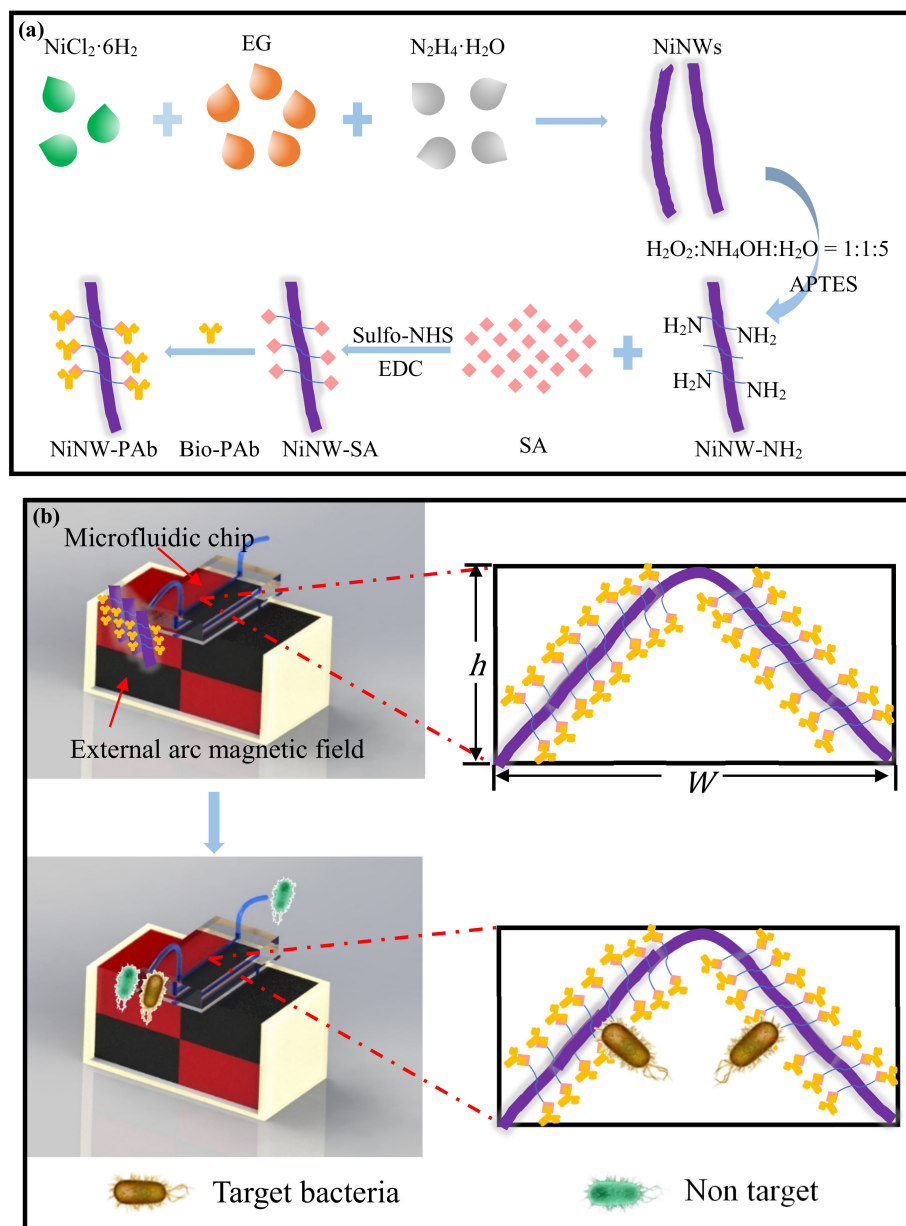 (a)
NiCl₂·6H₂
EG
N₂H₄·H₂O
NiNWs
H₂O₂:NH₄OH:H₂O = 1:1:5
APTES
H₂N
NH₂
H₂N
NH₂
Sulfo-NHS
EDC
NiNW-PAb
Bio-PAb
NiNW-SA
SA
NiNW-NH₂
(b)
Microfluidic chip
External arc magnetic field
h
W
Target bacteria
Non target